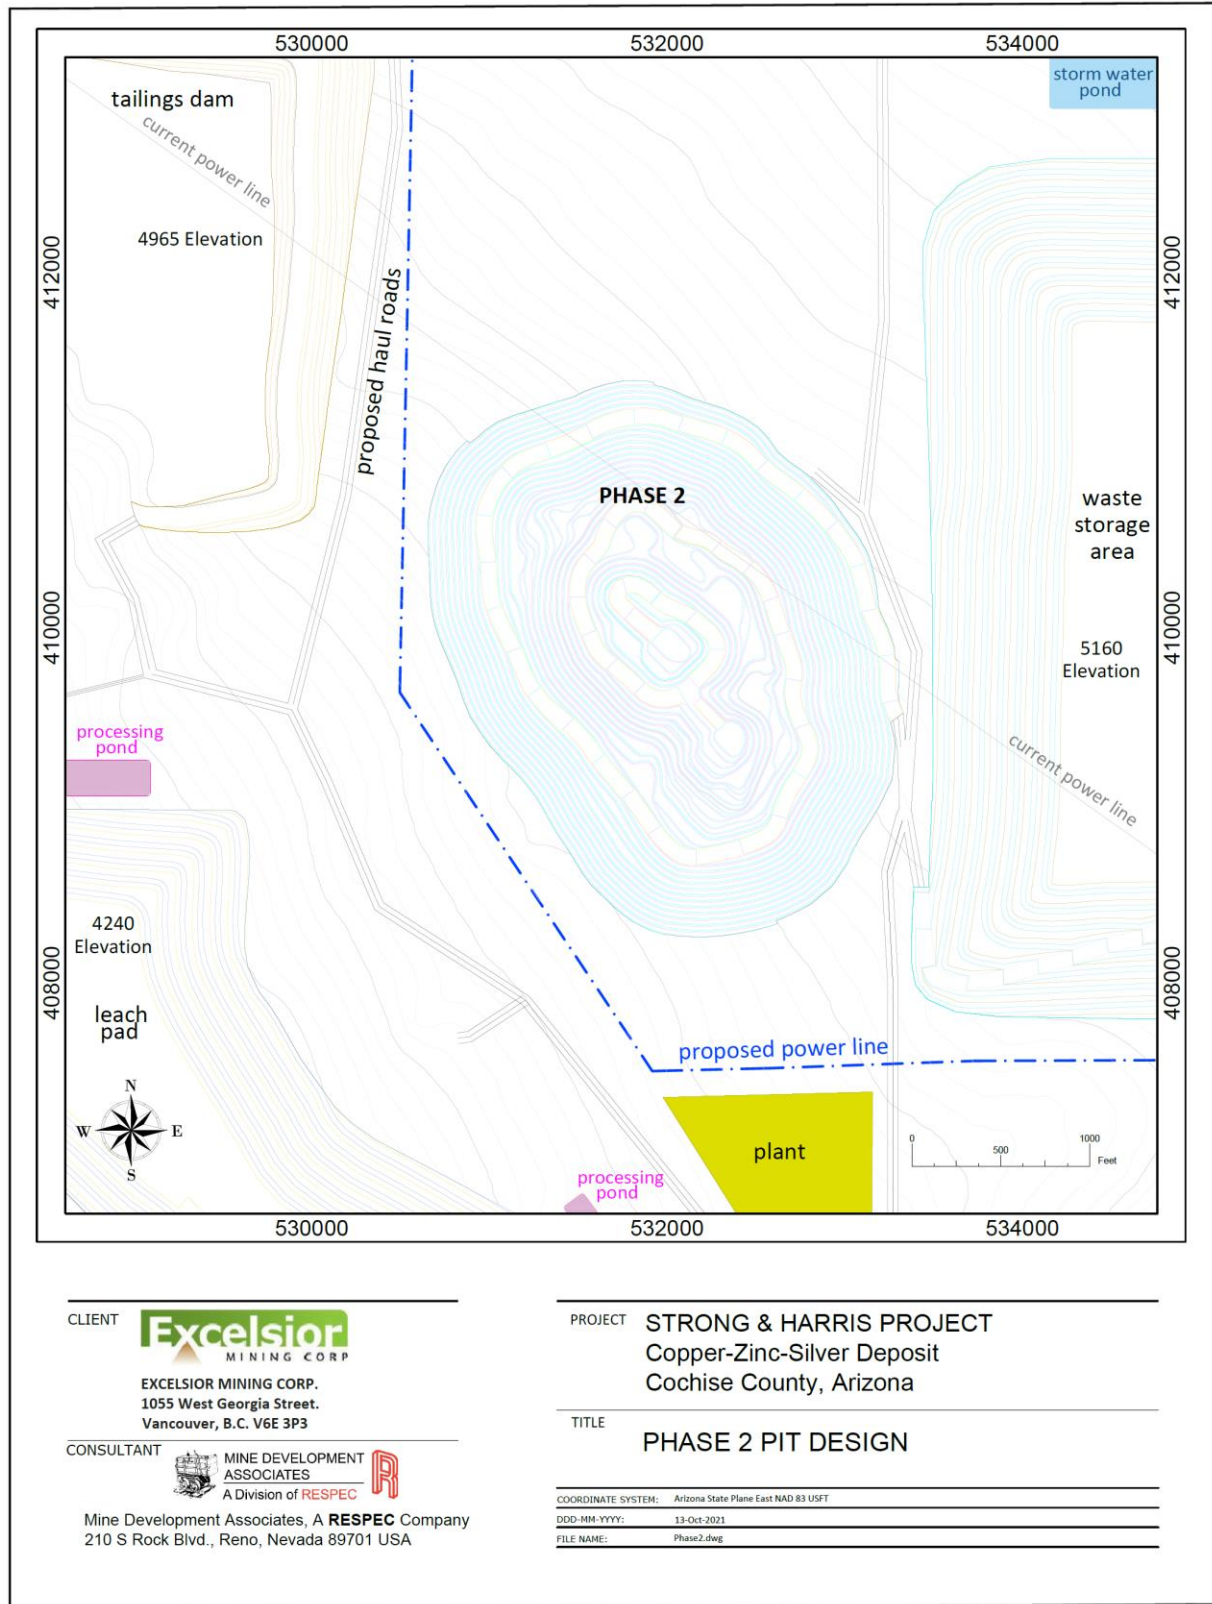 530000
532000
534000
storm water
pond
tailings dam
current power line
4965 Elevation
412000
412000
proposed haul roads
PHASE 2
waste
storage
area
410000
410000
5160
Elevation
processing
pond
current power line
4240
Elevation
408000
408000
leach
pad
proposed power line
N
W
E
S
plant
0
500
1000
Feet
processing
pond
530000
532000
534000
CLIENT
Excelsior
MINING CORP
EXCELSIOR MINING CORP.
1055 West Georgia Street.
Vancouver, B.C. V6E 3P3
CONSULTANT
MINE DEVELOPMENT
ASSOCIATES
A Division of RESPEC
R
Mine Development Associates, A RESPEC Company
210 S Rock Blvd., Reno, Nevada 89701 USA
PROJECT
STRONG & HARRIS PROJECT
Copper-Zinc-Silver Deposit
Cochise County, Arizona
TITLE
PHASE 2 PIT DESIGN
COORDINATE SYSTEM: Arizona State Plane East NAD 83 USFT
DDD-MM-YYYY: 13-Oct-2021
FILE NAME: Phase2.dwg